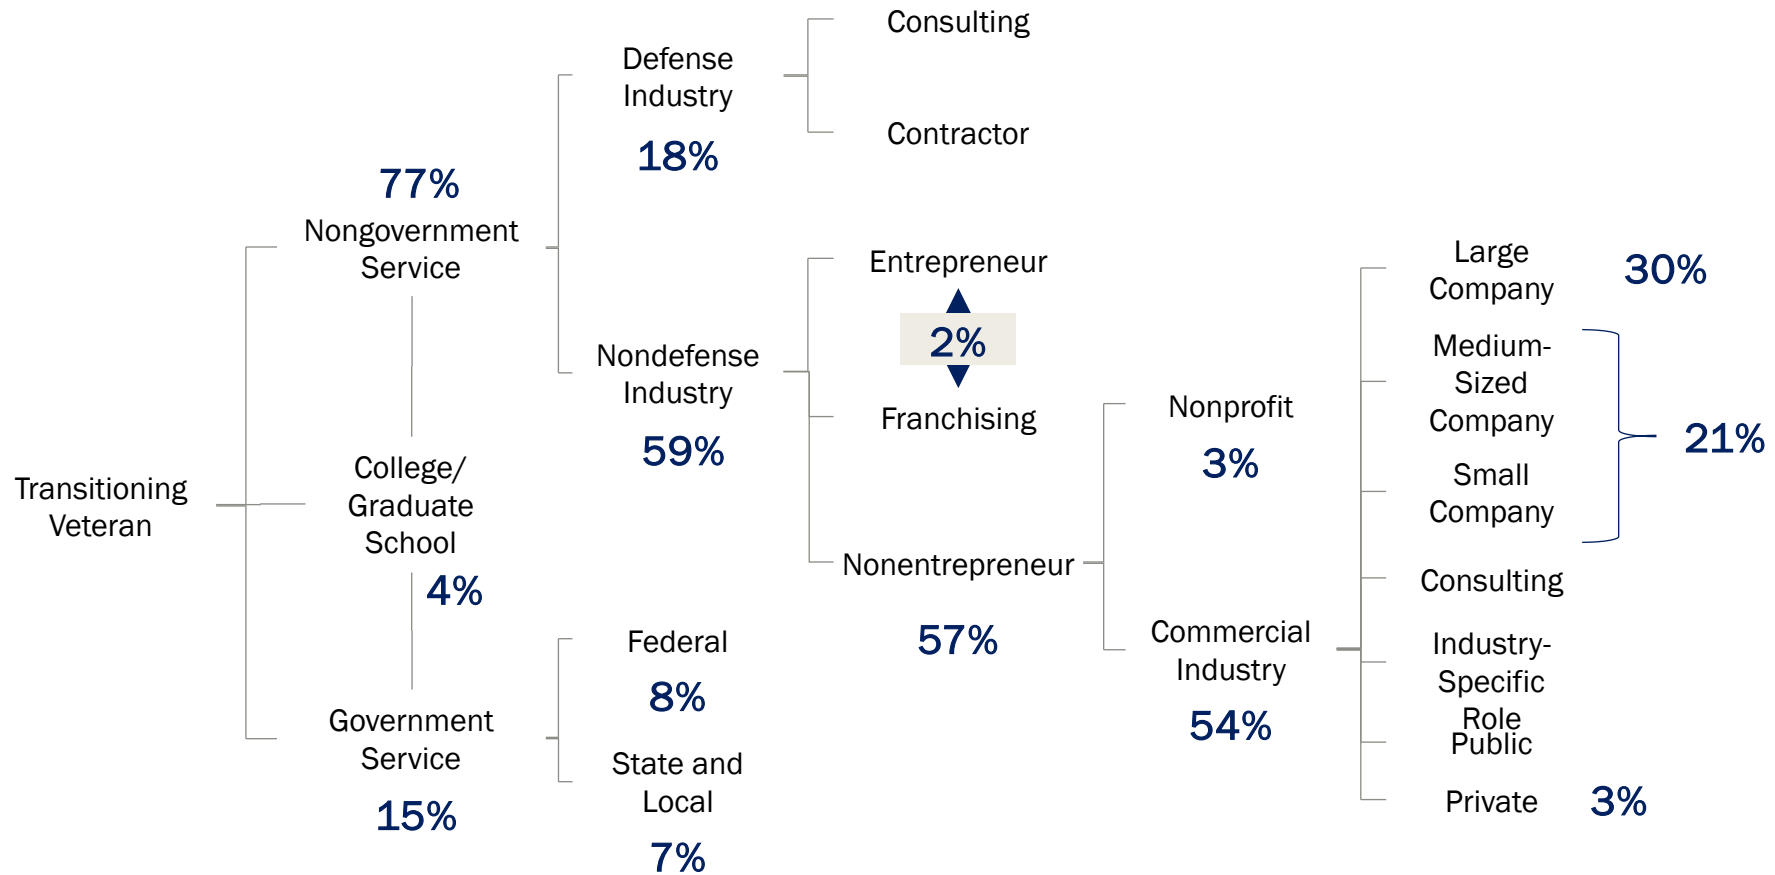 Transitioning
Veteran
77%
Nongovernment
Service
College/
Graduate
School
4%
Government
Service
15%
Defense
Industry
18%
Nondefense
Industry
59%
Federal
8%
State and
Local
7%
Consulting
Contractor
Entrepreneur
2%
Franchising
Nonentrepreneur
57%
Nonprofit
3%
Commercial
Industry
54%
Large
Company
30%
Medium-
Sized
Company
Small
Company
21%
Consulting
Industry-
Specific
Role
Public
Private
3%